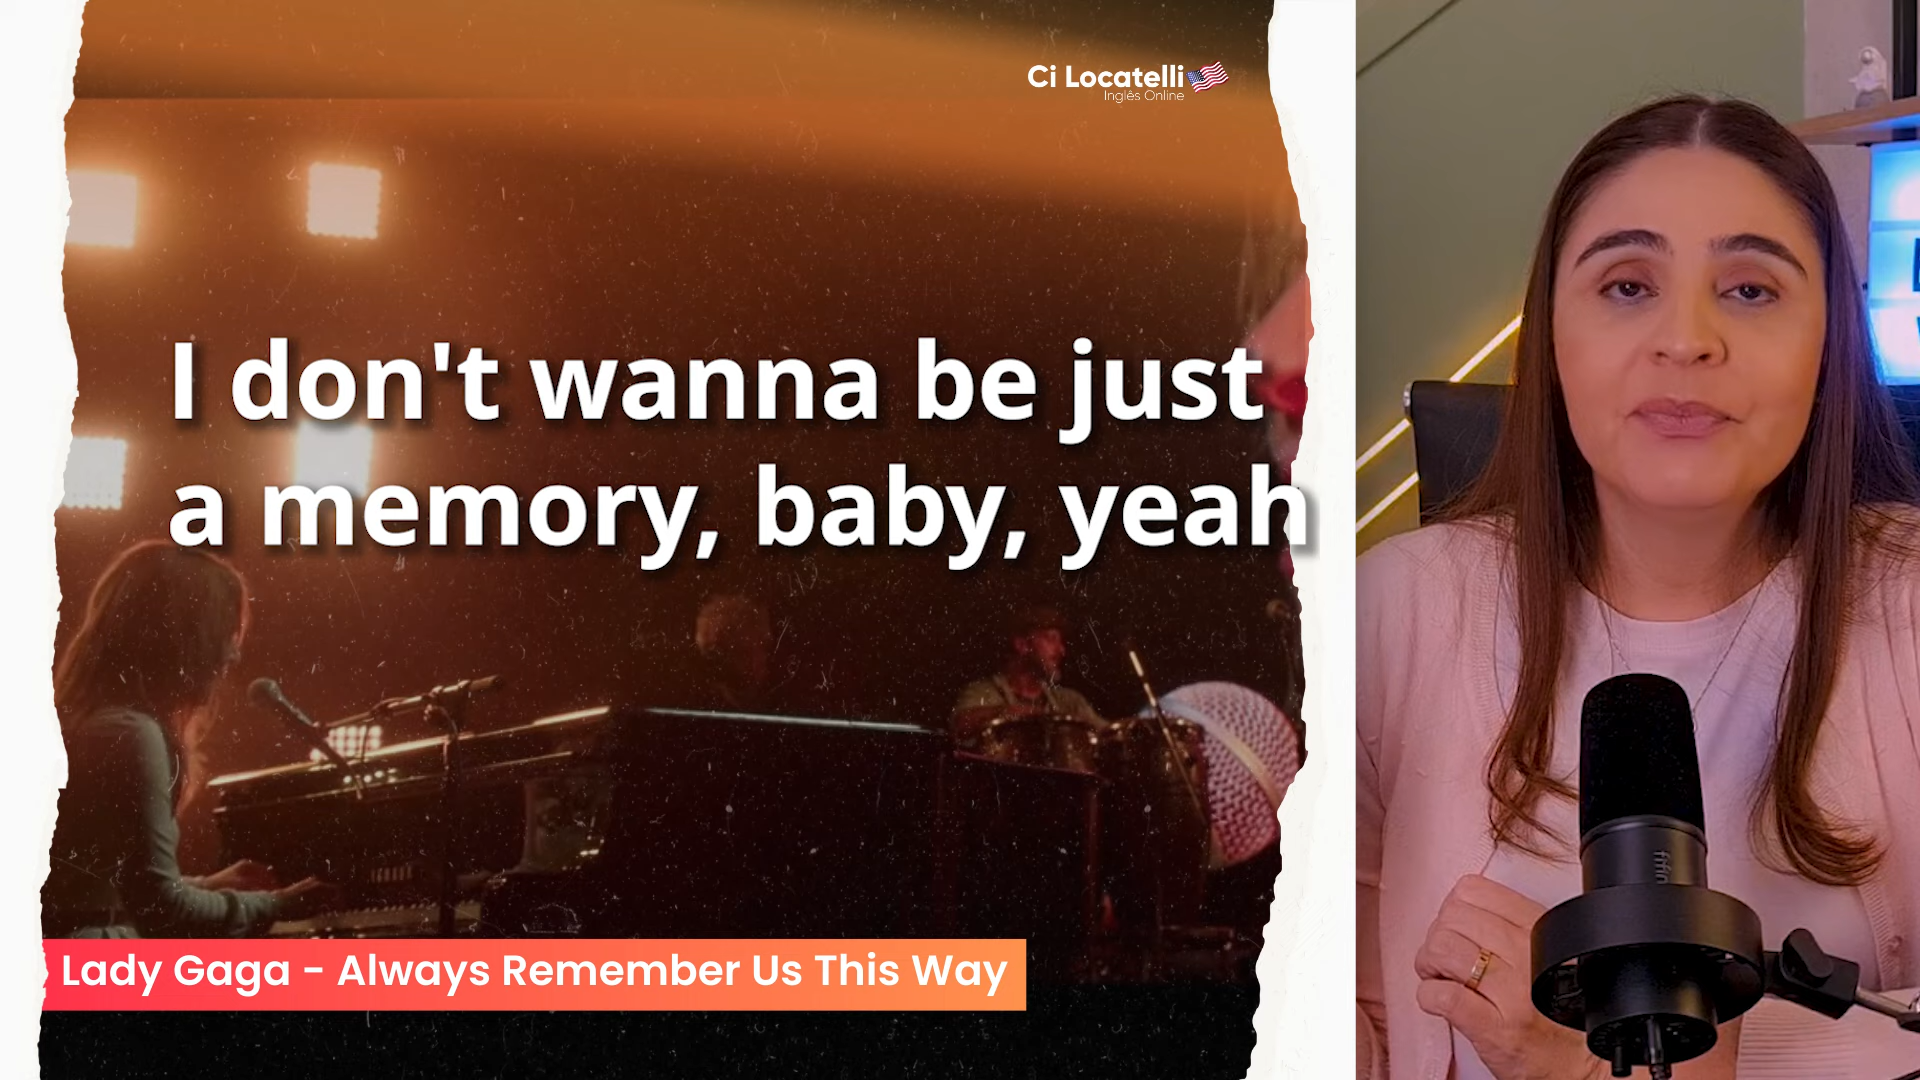 Ci Locatelli
Inglês Online
I don't wanna be just
a memory, baby, yeah
Lady Gaga - Always Remember Us This Way